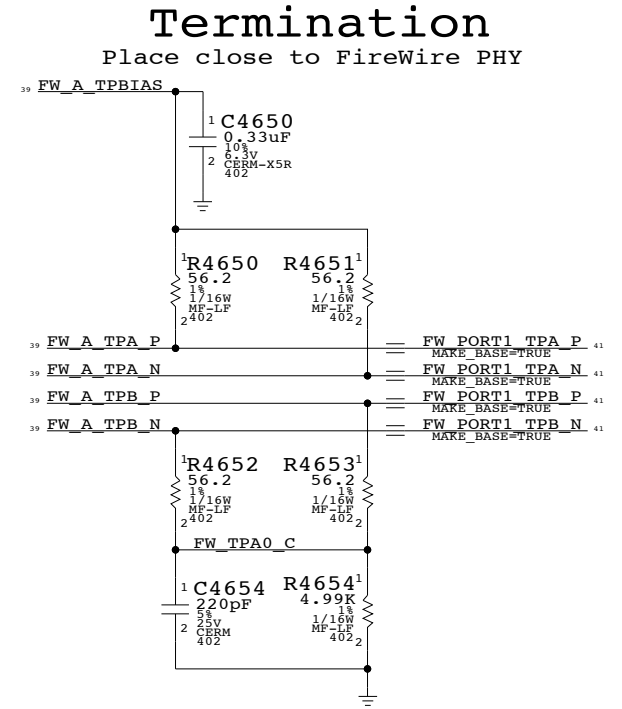 Termination
Place close to FireWire PHY
39 FW_A_TPBIAS
1 C4650
0.33uF
10%
6.3V
2 CERM-X5R
402
1 R4650
56.2
1%
1/16W
MF-LF
2 402
R4651 1
56.2
1%
1/16W
MF-LF
402 2
39 FW_A_TPA_P
FW_PORT1_TPA_P 41
MAKE_BASE=TRUE
39 FW_A_TPA_N
FW_PORT1_TPA_N 41
MAKE_BASE=TRUE
39 FW_A_TPB_P
FW_PORT1_TPB_P 41
MAKE_BASE=TRUE
39 FW_A_TPB_N
FW_PORT1_TPB_N 41
MAKE_BASE=TRUE
1 R4652
56.2
1%
1/16W
MF-LF
2 402
R4653 1
56.2
1%
1/16W
MF-LF
402 2
FW_TPA0_C
1 C4654
220pF
5%
25V
2 CERM
402
R4654 1
4.99K
1%
1/16W
MF-LF
402 2